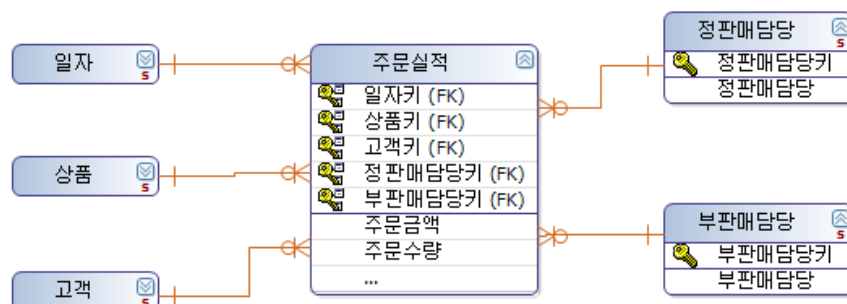 일자
상품
고객
주문실적
일자키 (FK)
상품키 (FK)
고객키 (FK)
정판매담당키 (FK)
부판매담당키 (FK)
주문금액
주문수량
...
정판매담당
S
정판매담당키
정판매담당
부판매담당
S
부판매담당키
부판매담당
S
S
S